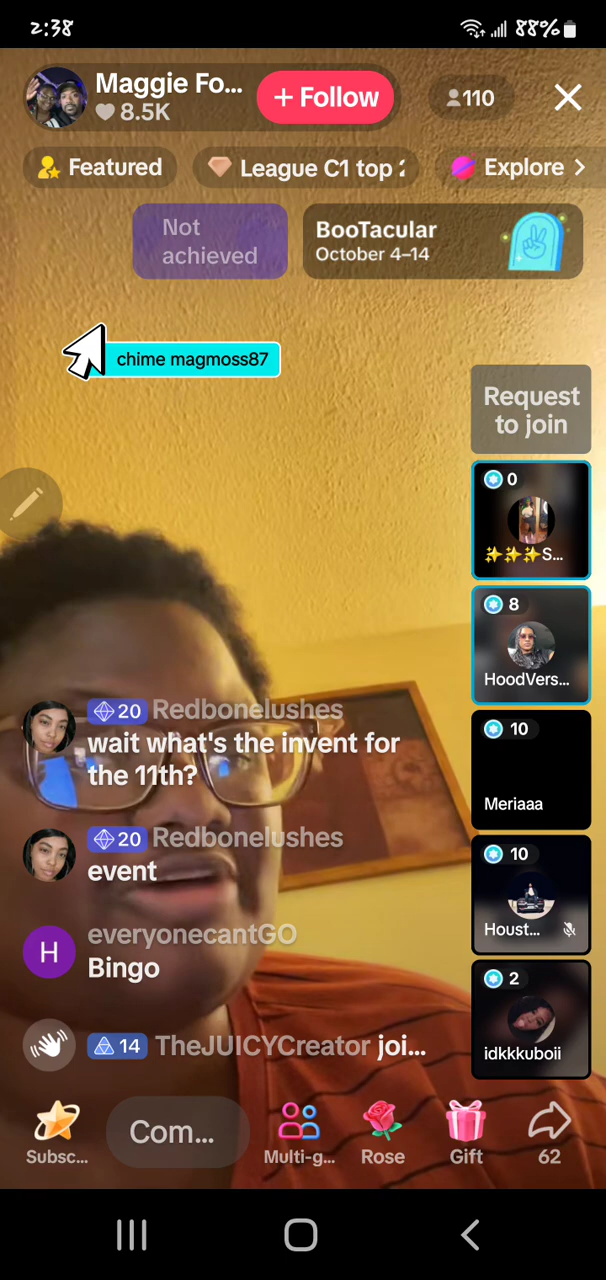 2:38
88%
Maggie Fo...
8.5K
+ Follow
110
Featured
League C1 top 2
Explore >
Not
achieved
BooTacular
October 4–14
chime magmoss87
Request
to join
0
✨✨✨S...
8
HoodVers...
10
Meriaaa
10
Houst...
2
idkkkuboii
20 Redbonelushes
wait what's the invent for
the 11th?
20 Redbonelushes
event
H
everyonecantGO
Bingo
14 TheJUICYCreator joi...
Subsc...
Com...
Multi-g...
Rose
Gift
62